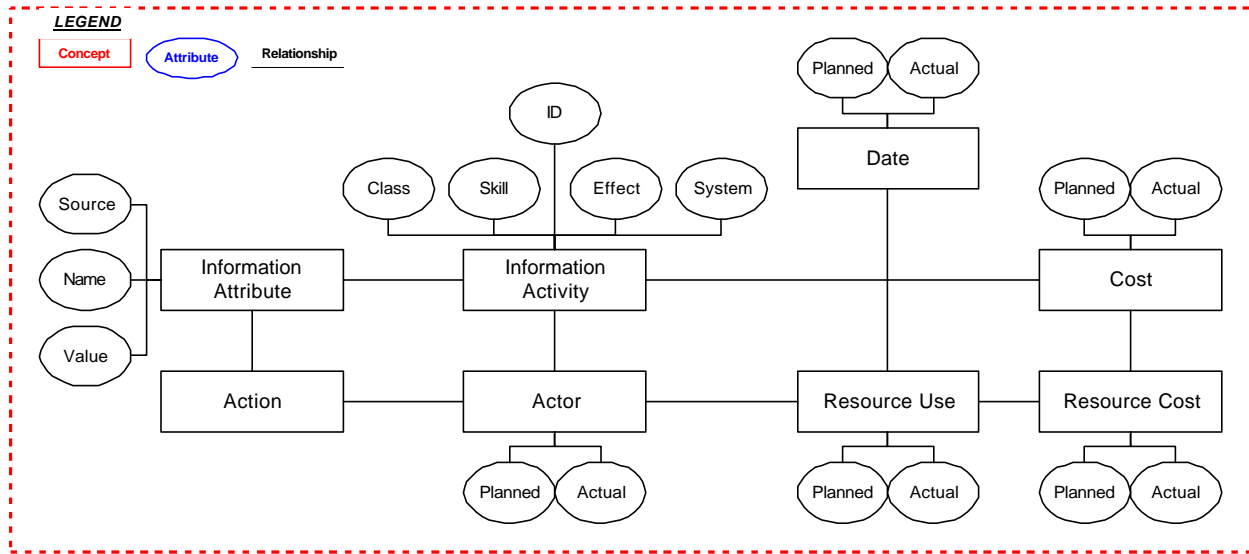 LEGEND
Concept
Attribute
Relationship
Planned
Actual
ID
Date
Class
Skill
Effect
System
Source
Planned
Actual
Name
Information
Attribute
Information
Activity
Cost
Value
Action
Actor
Resource Use
Resource Cost
Planned
Actual
Planned
Actual
Planned
Actual